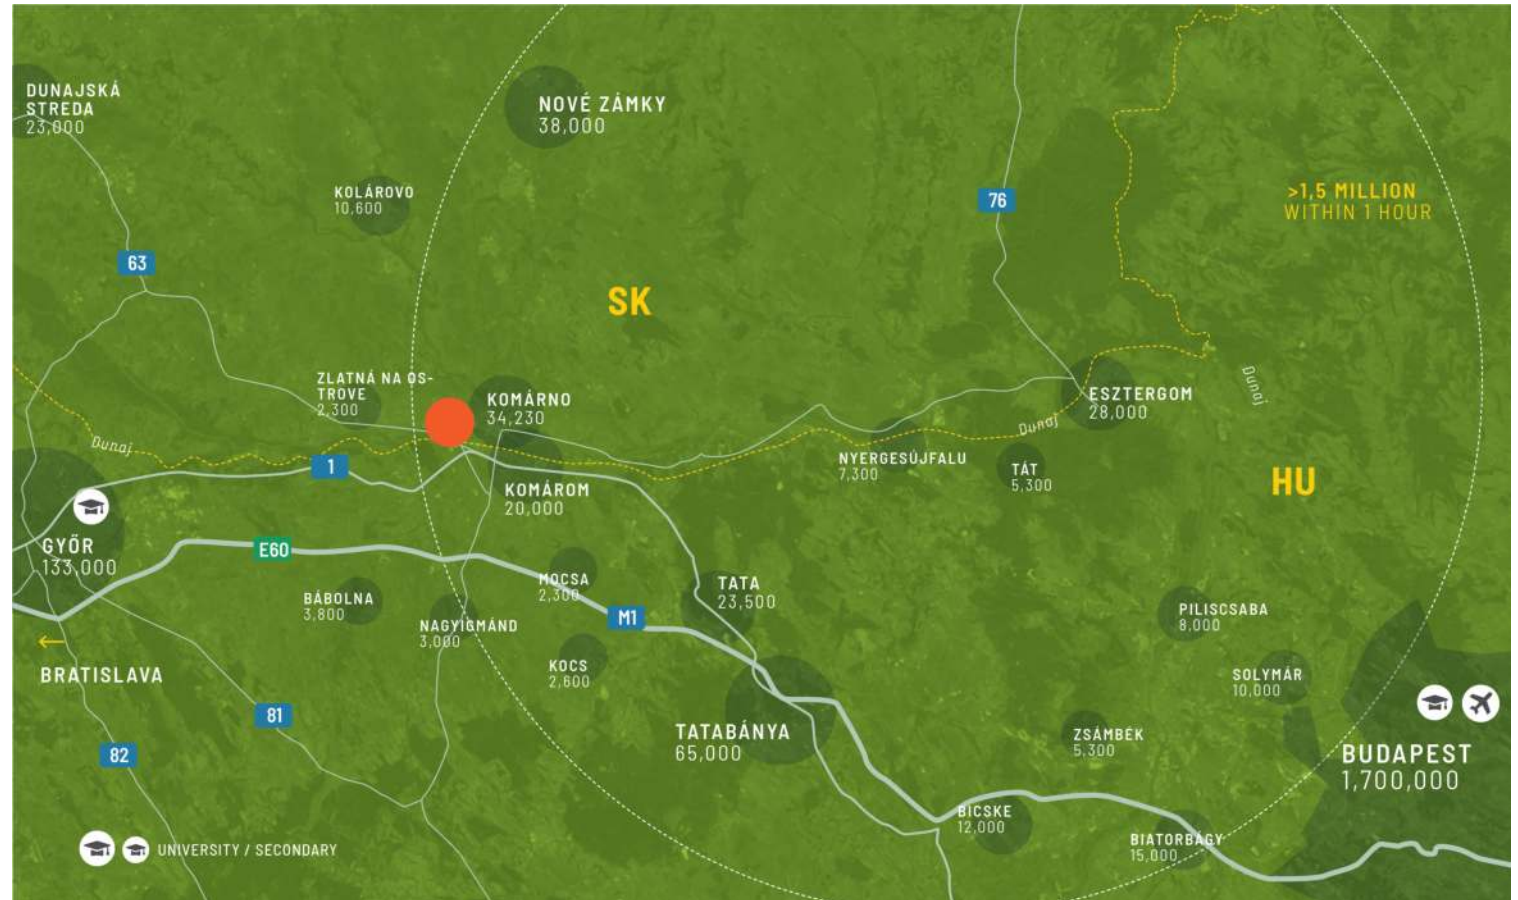 DUNAJSKÁ
STREDA
23,000
NOVÉ ZÁMKY
38,000
KOLÁROVO
10,600
76
>1,5 MILLION
WITHIN 1 HOUR
63
SK
ZLATNÁ NA OS-
TROVE
2,300
KOMÁRNO
34,230
ESZTERGOM
28,000
Dunaj
Dunaj
Dunaj
1
NYERGESÚJFALU
7,300
TÁT
5,300
HU
KOMÁROM
20,000
GYŐR
133,000
E60
MOCSA
2,300
TATA
23,500
BÁBOLNA
3,800
NAGYIGMÁND
3,000
M1
PILISCSABA
8,000
BRATISLAVA
KOCS
2,600
SOLYMÁR
10,000
81
82
TATABÁNYA
65,000
ZSÁMBÉK
5,300
BUDAPEST
1,700,000
BICSKE
12,000
BIATORBÁGY
15,000
UNIVERSITY / SECONDARY